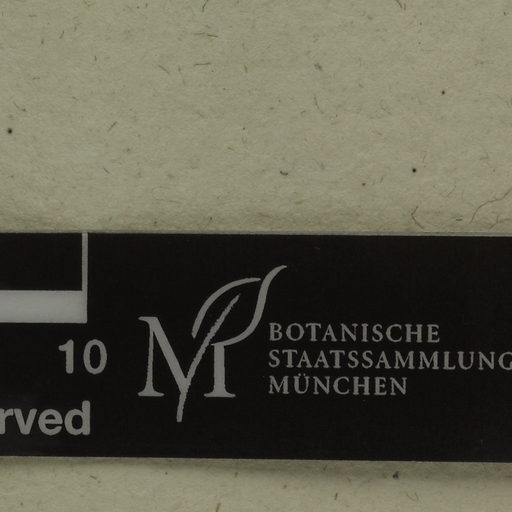 10
rved
BOTANISCHE
STAATSSAMMLUNG
MÜNCHEN